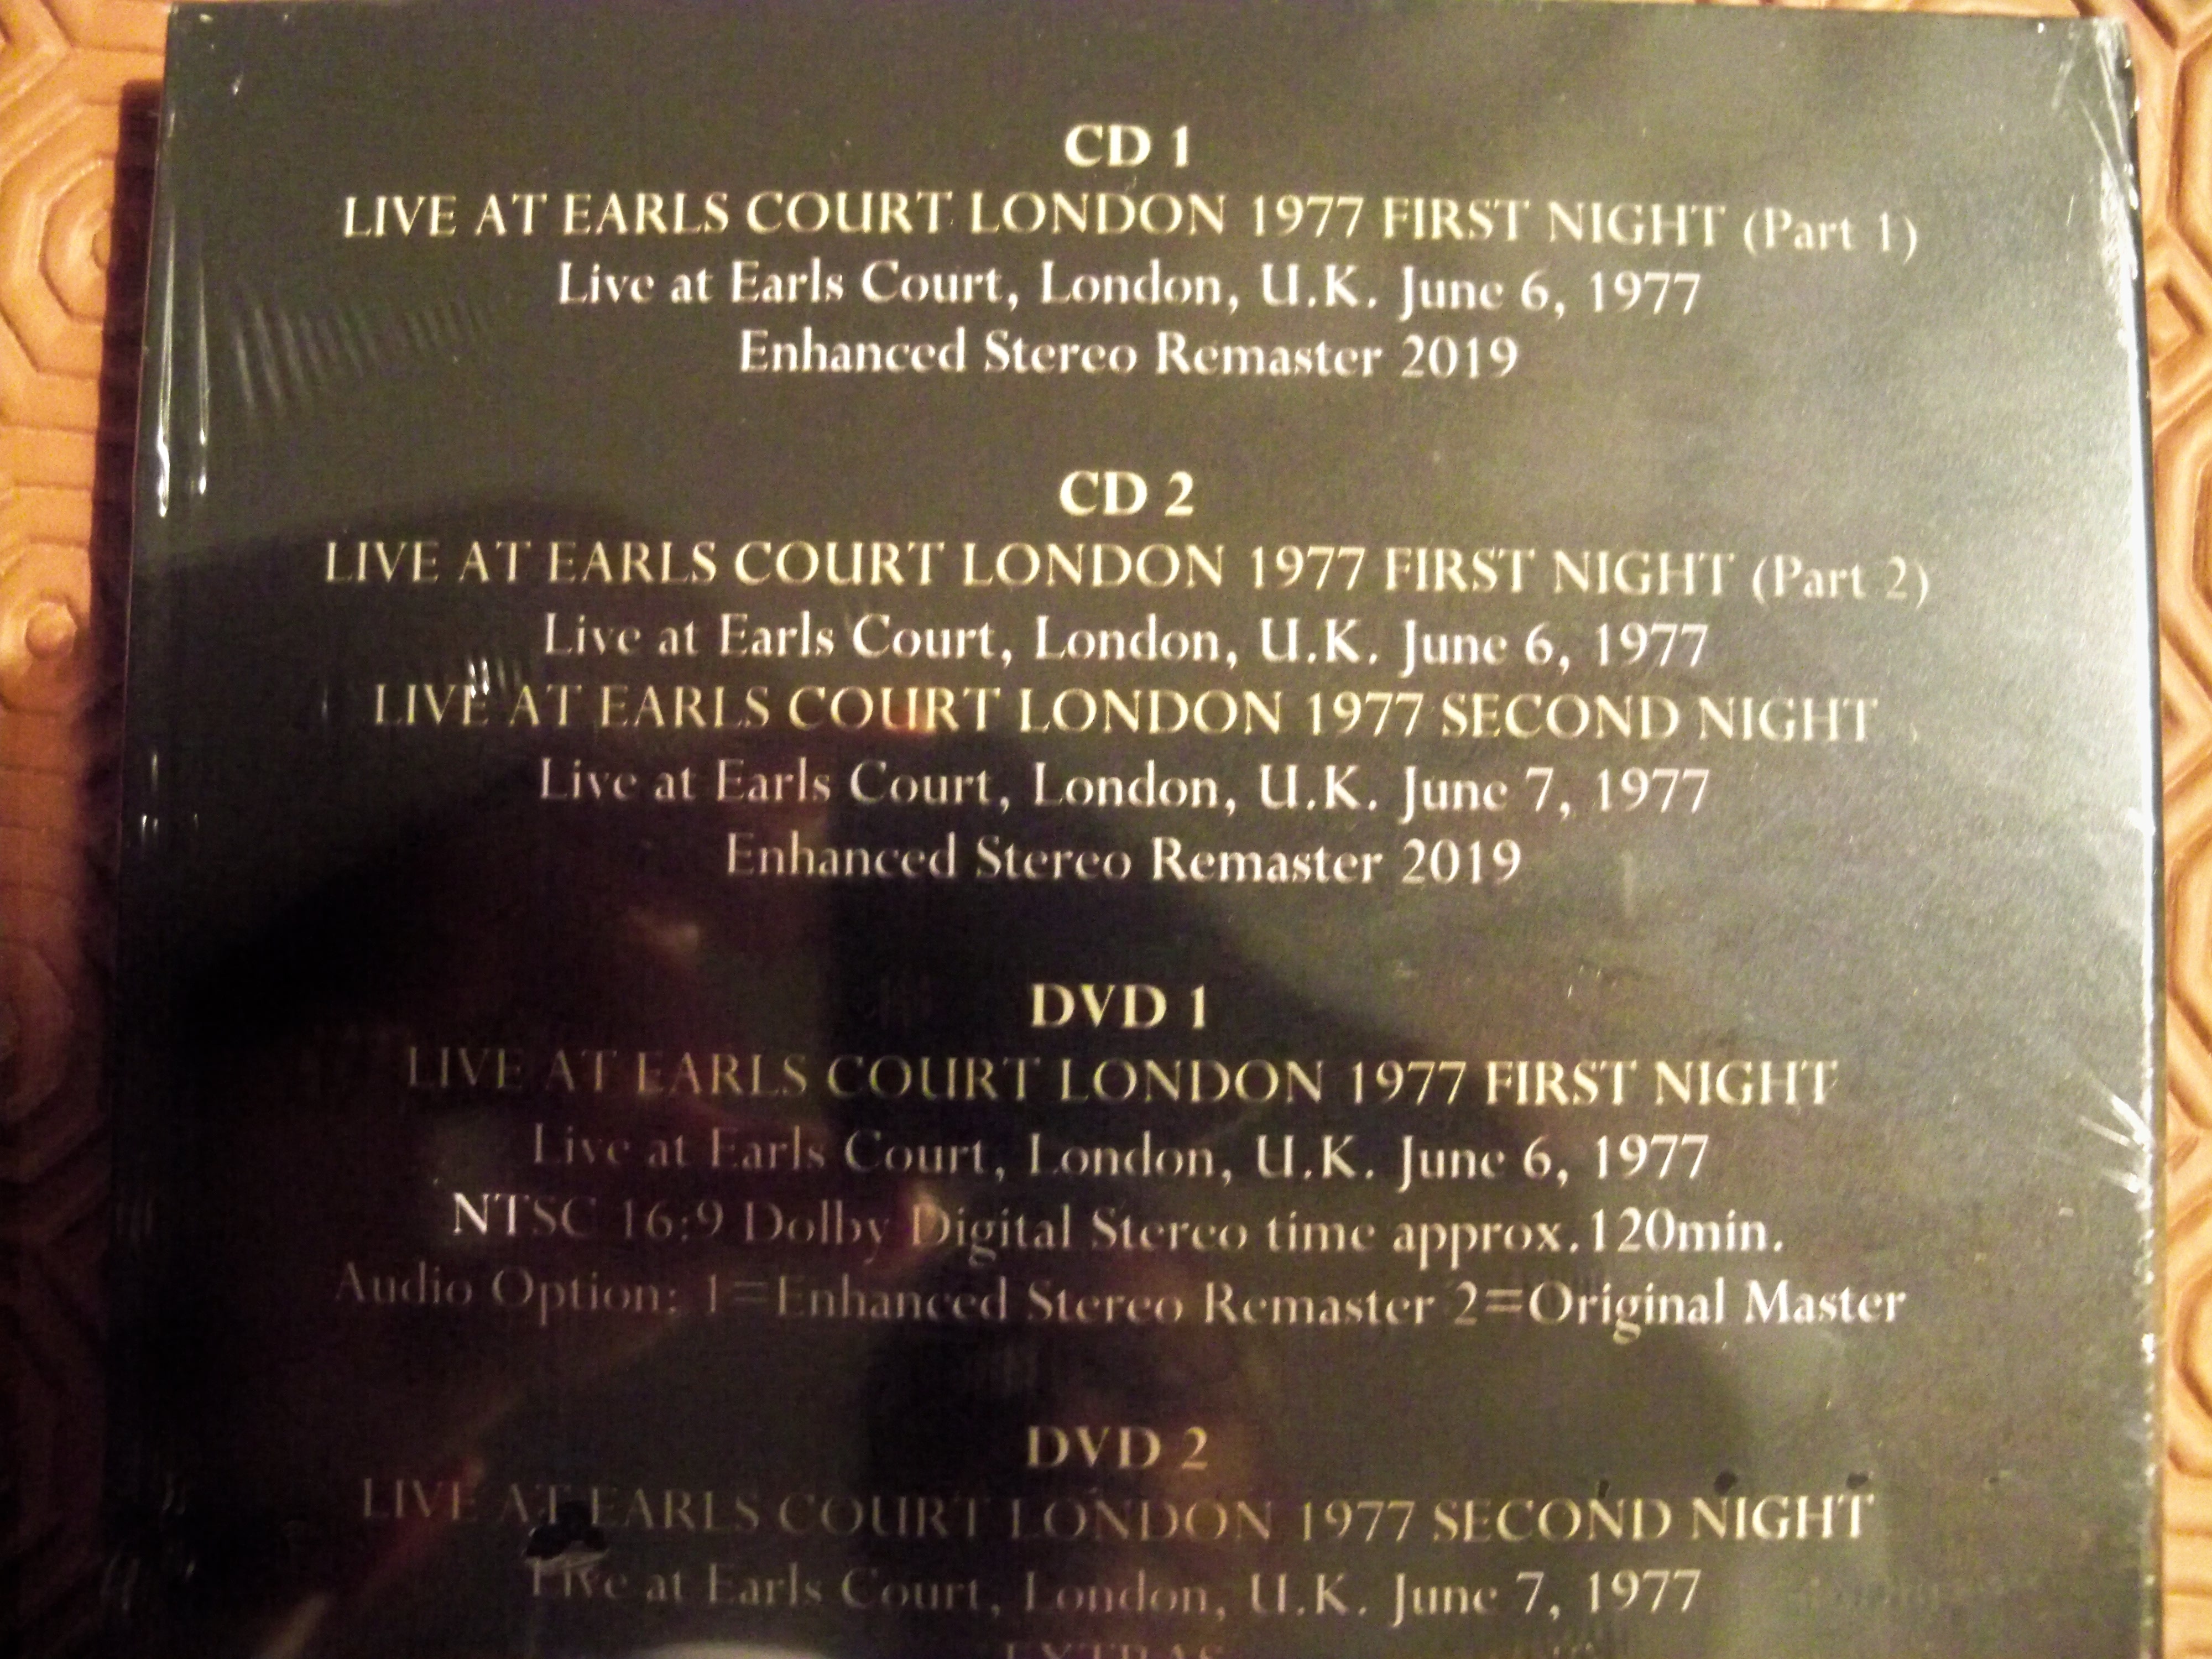 CD 1
LIVE AT EARLS COURT LONDON 1977 FIRST NIGHT (Part 1)
Live at Earls Court, London, U.K. June 6, 1977
Enhanced Stereo Remaster 2019
CD 2
LIVE AT EARLS COURT LONDON 1977 FIRST NIGHT (Part 2)
Live at Earls Court, London, U.K. June 6, 1977
LIVE AT EARLS COURT LONDON 1977 SECOND NIGHT
Live at Earls Court, London, U.K. June 7, 1977
Enhanced Stereo Remaster 2019
DVD 1
LIVE AT EARLS COURT LONDON 1977 FIRST NIGHT
Live at Earls Court, London, U.K. June 6, 1977
NTSC 16:9 Dolby Digital Stereo time approx.120min.
Audio Option: 1=Enhanced Stereo Remaster 2=Original Master
DVD 2
LIVE AT EARLS COURT LONDON 1977 SECOND NIGHT
Live at Earls Court, London, U.K. June 7, 1977
EXTRAS